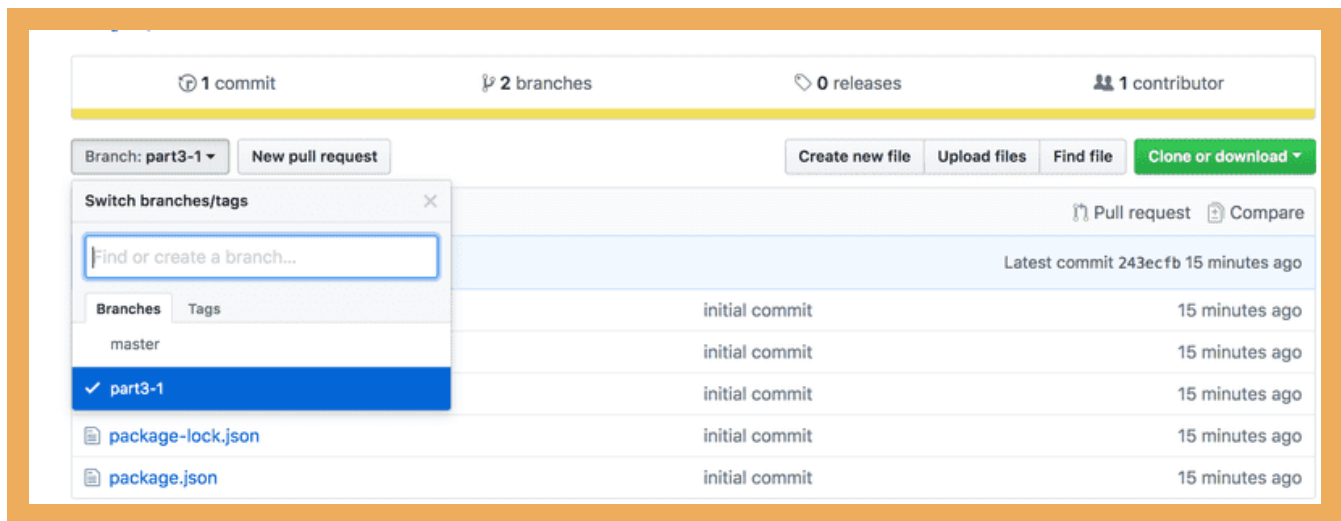 1 commit 2 branches 0 releases 1 contributor
Branch: part3-1 New pull request Create new file Upload files Find file Clone or download
Switch branches/tags
Pull request Compare
Find or create a branch...
Latest commit 243ecfb 15 minutes ago
Branches Tags
initial commit 15 minutes ago
master
initial commit 15 minutes ago
part3-1
initial commit 15 minutes ago
package-lock.json initial commit 15 minutes ago
package.json initial commit 15 minutes ago